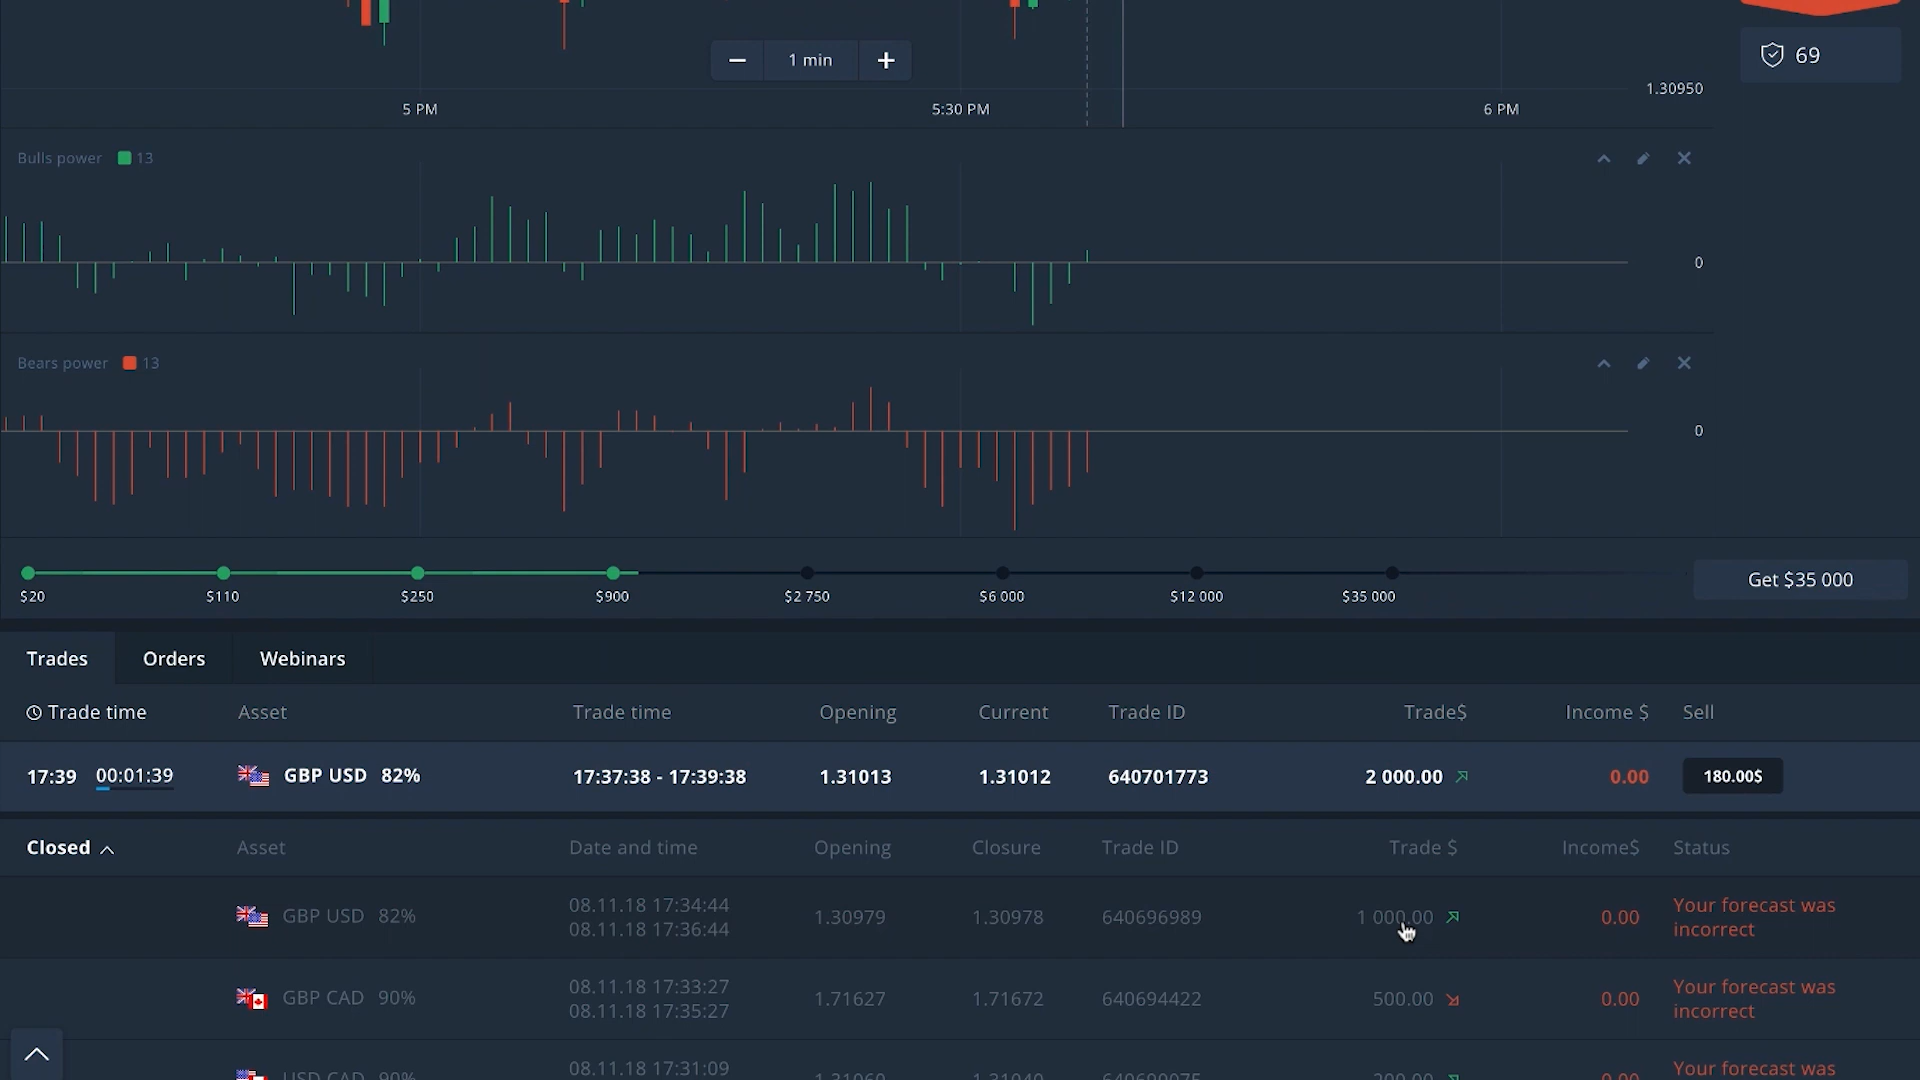 69
1 min
1.30950
5 PM 5:30 PM 6 PM
Bulls power 13
0
Bears power 13
0
$20 $110 $250 $900 $2 750 $6 000 $12 000 $35 000
Get $35 000
Trades Orders Webinars
Trade time Asset Trade time Opening Current Trade ID Trade$ Income $ Sell
17:39 00:01:39 GBP USD 82% 17:37:38 - 17:39:38 1.31013 1.31012 640701773 2 000.00 0.00 180.00$
Closed Asset Date and time Opening Closure Trade ID Trade $ Income$ Status
08.11.18 17:34:44 Your forecast was
GBP USD 82% 1.30979 1.30978 640696989 1 000.00 0.00
08.11.18 17:36:44 incorrect
08.11.18 17:33:27 Your forecast was
GBP CAD 90% 1.71627 1.71672 640694422 500.00 0.00
08.11.18 17:35:27 incorrect
08.11.18 17:31:09 Your forecast was
USD CAD 90%